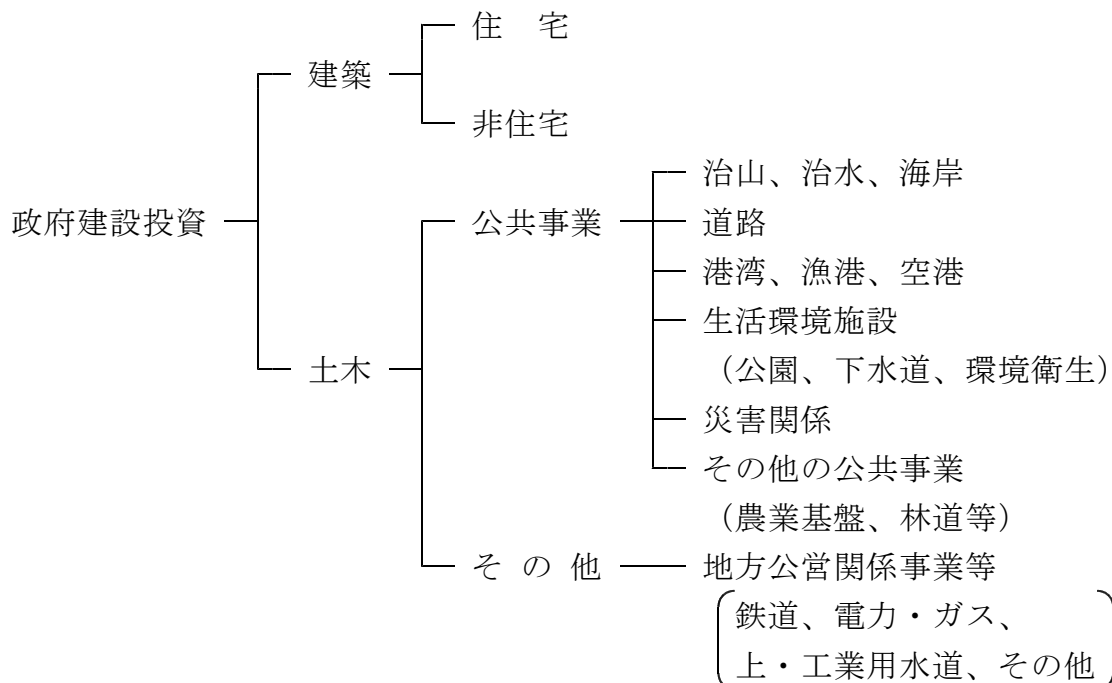 住　宅
建築
非住宅
治山、治水、海岸
政府建設投資
公共事業
道路
港湾、漁港、空港
生活環境施設
土木
（公園、下水道、環境衛生）
災害関係
その他の公共事業
（農業基盤、林道等）
そ の 他
地方公営関係事業等
鉄道、電力・ガス、
上・工業用水道、その他